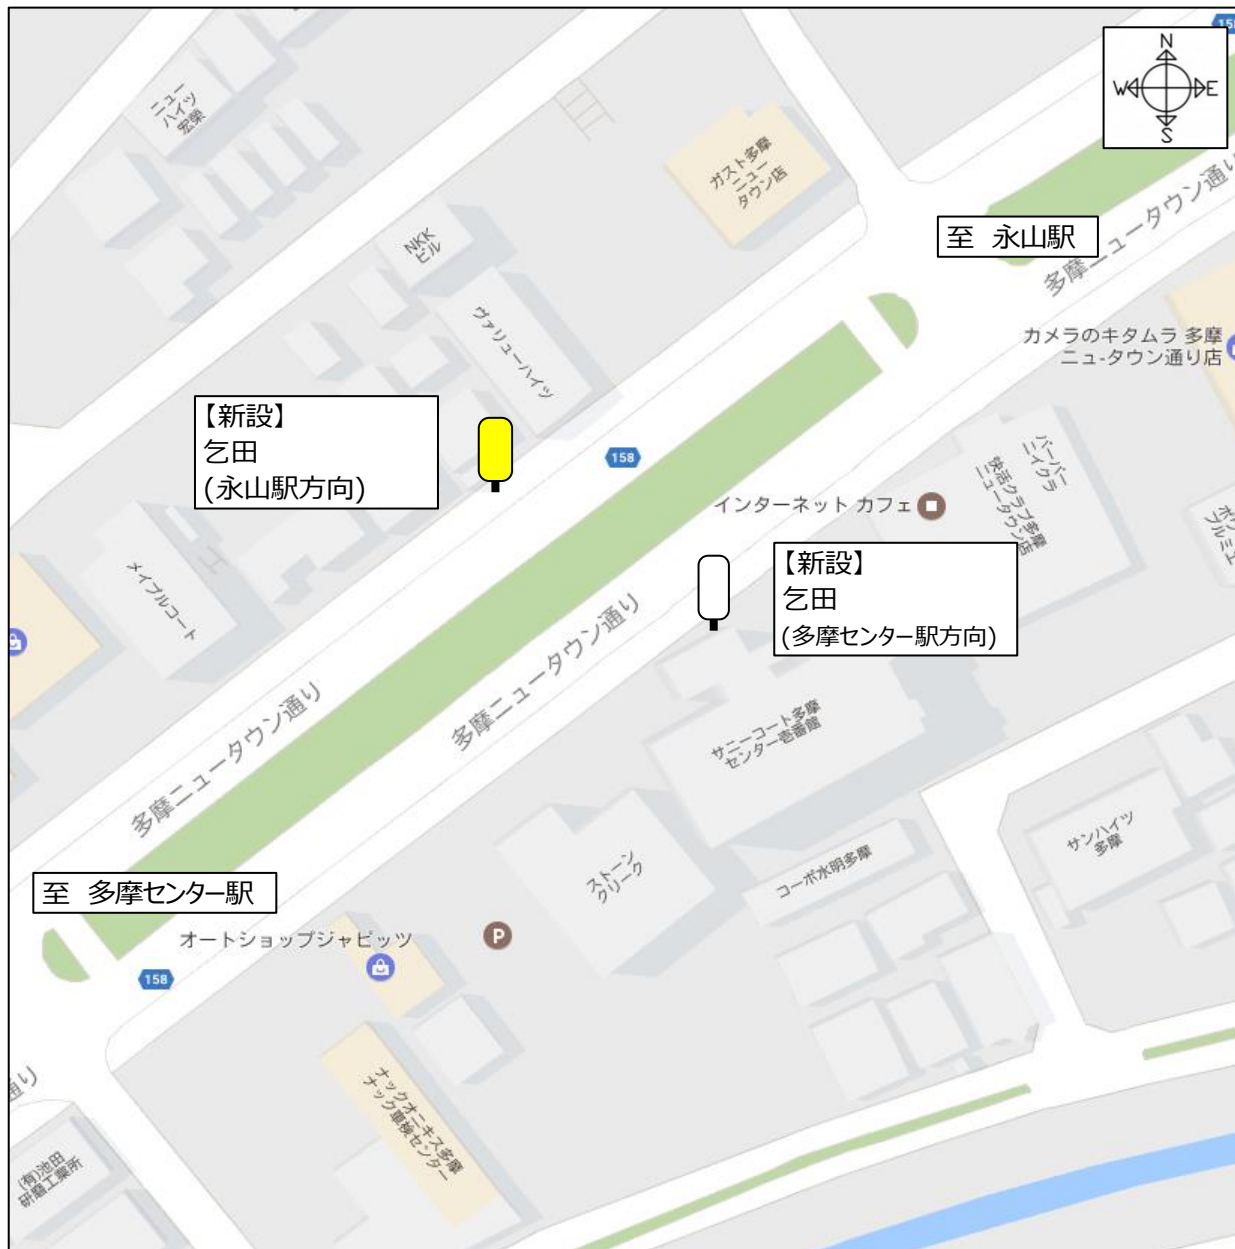 158
N
W
E
S
ニュー
ハイツ
宏榮
ガスト多摩
ニュー
タウン店
NKK
ビル
至 永山駅
多摩ニュータウン通り
ヴァリューハイツ
カメラのキタムラ 多摩
ニュ-タウン通り店
【新設】
乞田
(永山駅方向)
158
バーバー
ニイクラ
快活クラブ多摩
ニュータウン店
インターネット カフェ
メイプルコート
【新設】
乞田
(多摩センター駅方向)
多摩ニュータウン通り
多摩ニュータウン通り
サニーコート多摩
センター壱番館
サンハイツ
多摩
ストーン
クリーク
コーポ水明多摩
至 多摩センター駅
オートショップジャビッツ
P
158
通り
ナックオニキス多摩
ナック車検センター
(有)池田
研磨工業所